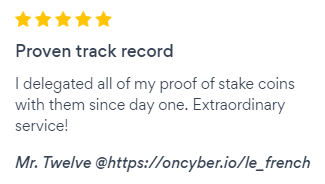 Proven track record
I delegated all of my proof of stake coins
with them since day one. Extraordinary
service!
Mr. Twelve @https://oncyber.io/le_french